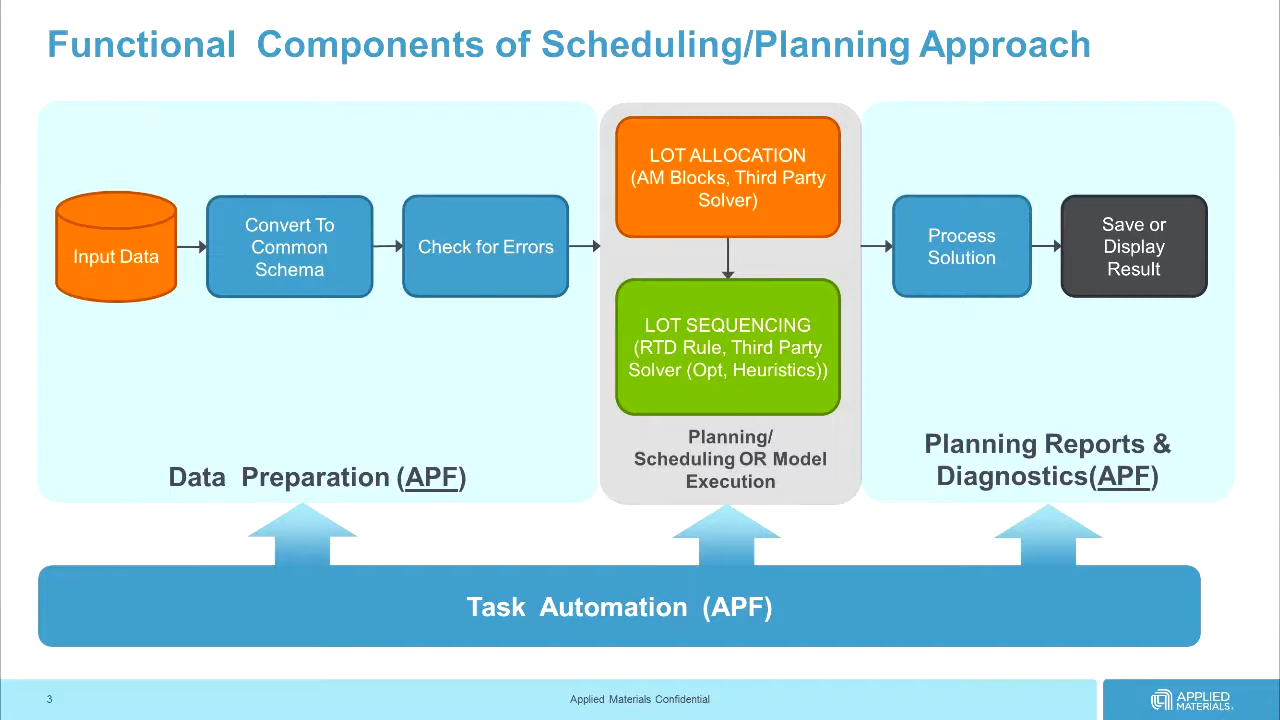 Functional Components of Scheduling/Planning Approach
Input Data
Convert To
Common
Schema
Check for Errors
LOT ALLOCATION
(AM Blocks, Third Party
Solver)
LOT SEQUENCING
(RTD Rule, Third Party
Solver (Opt, Heuristics))
Planning/
Scheduling OR Model
Execution
Process
Solution
Save or
Display
Result
Data Preparation (APF)
Planning Reports &
Diagnostics(APF)
Task Automation (APF)
3
Applied Materials Confidential
APPLIED
MATERIALS.